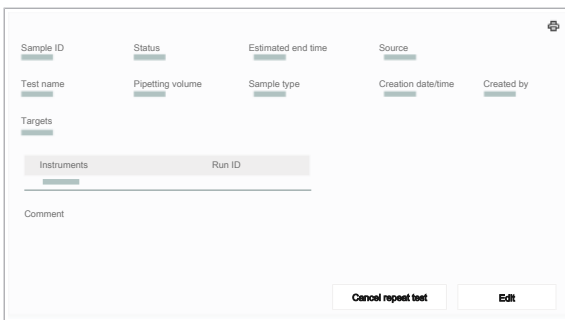 Sample ID Status Estimated end time Source
Test name Pipetting volume Sample type Creation date/time Created by
Targets
Instruments Run ID
Comment
Cancel repeat test Edit